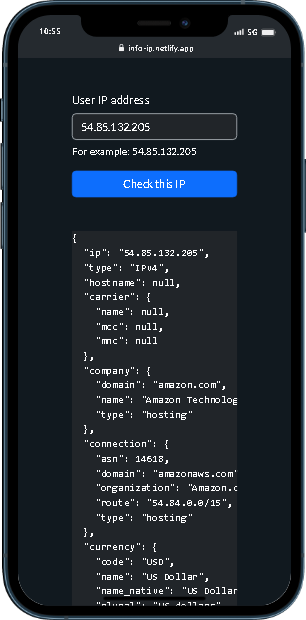 10:55
5G
info-ip.netlify.app
User IP address
54.85.132.205
For example: 54.85.132.205
Check this IP
{
"ip": "54.85.132.205",
"type": "IPv4",
"hostname": null,
"carrier": {
"name": null,
"mcc": null,
"mnc": null
},
"company": {
"domain": "amazon.com",
"name": "Amazon Technolog
"type": "hosting"
},
"connection": {
"asn": 14618,
"domain": "amazonaws.com"
"organization": "Amazon.c
"route": "54.84.0.0/15",
"type": "hosting"
},
"currency": {
"code": "USD",
"name": "US Dollar",
"name_native": "US Dollar
"plural": "US dollars"